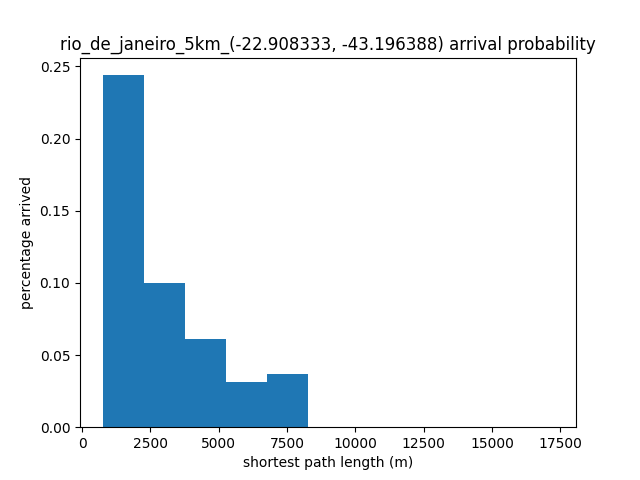 rio_de_janeiro_5km_(-22.908333, -43.196388) arrival probability
0.25
0.20
0.15
0.10
0.05
0.00
percentage arrived
0 2500 5000 7500 10000 12500 15000 17500
shortest path length (m)